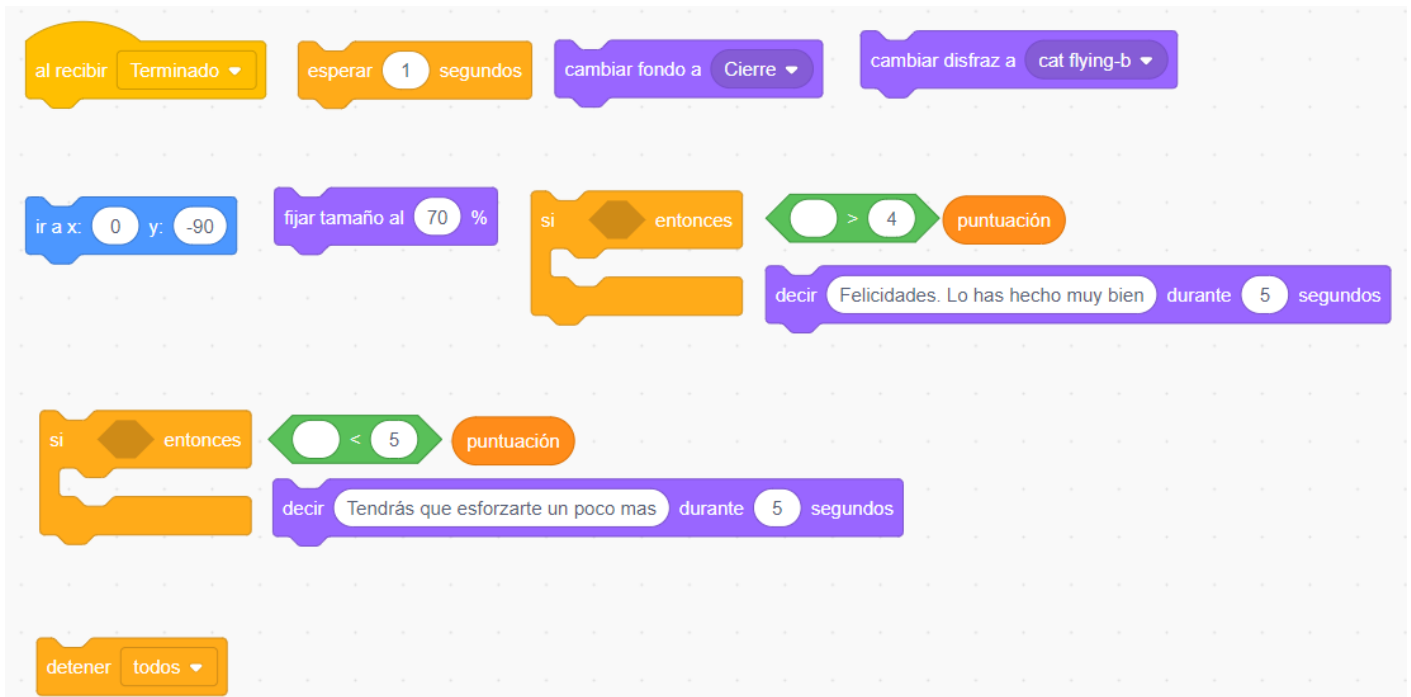 al recibir Terminado
esperar 1 segundos
cambiar fondo a Cierre
cambiar disfraz a cat flying-b
ir a x: 0 y: -90
fijar tamaño al 70 %
si entonces
> 4
puntuación
decir Felicidades. Lo has hecho muy bien durante 5 segundos
si entonces
< 5
puntuación
decir Tendrás que esforzarte un poco mas durante 5 segundos
detener todos